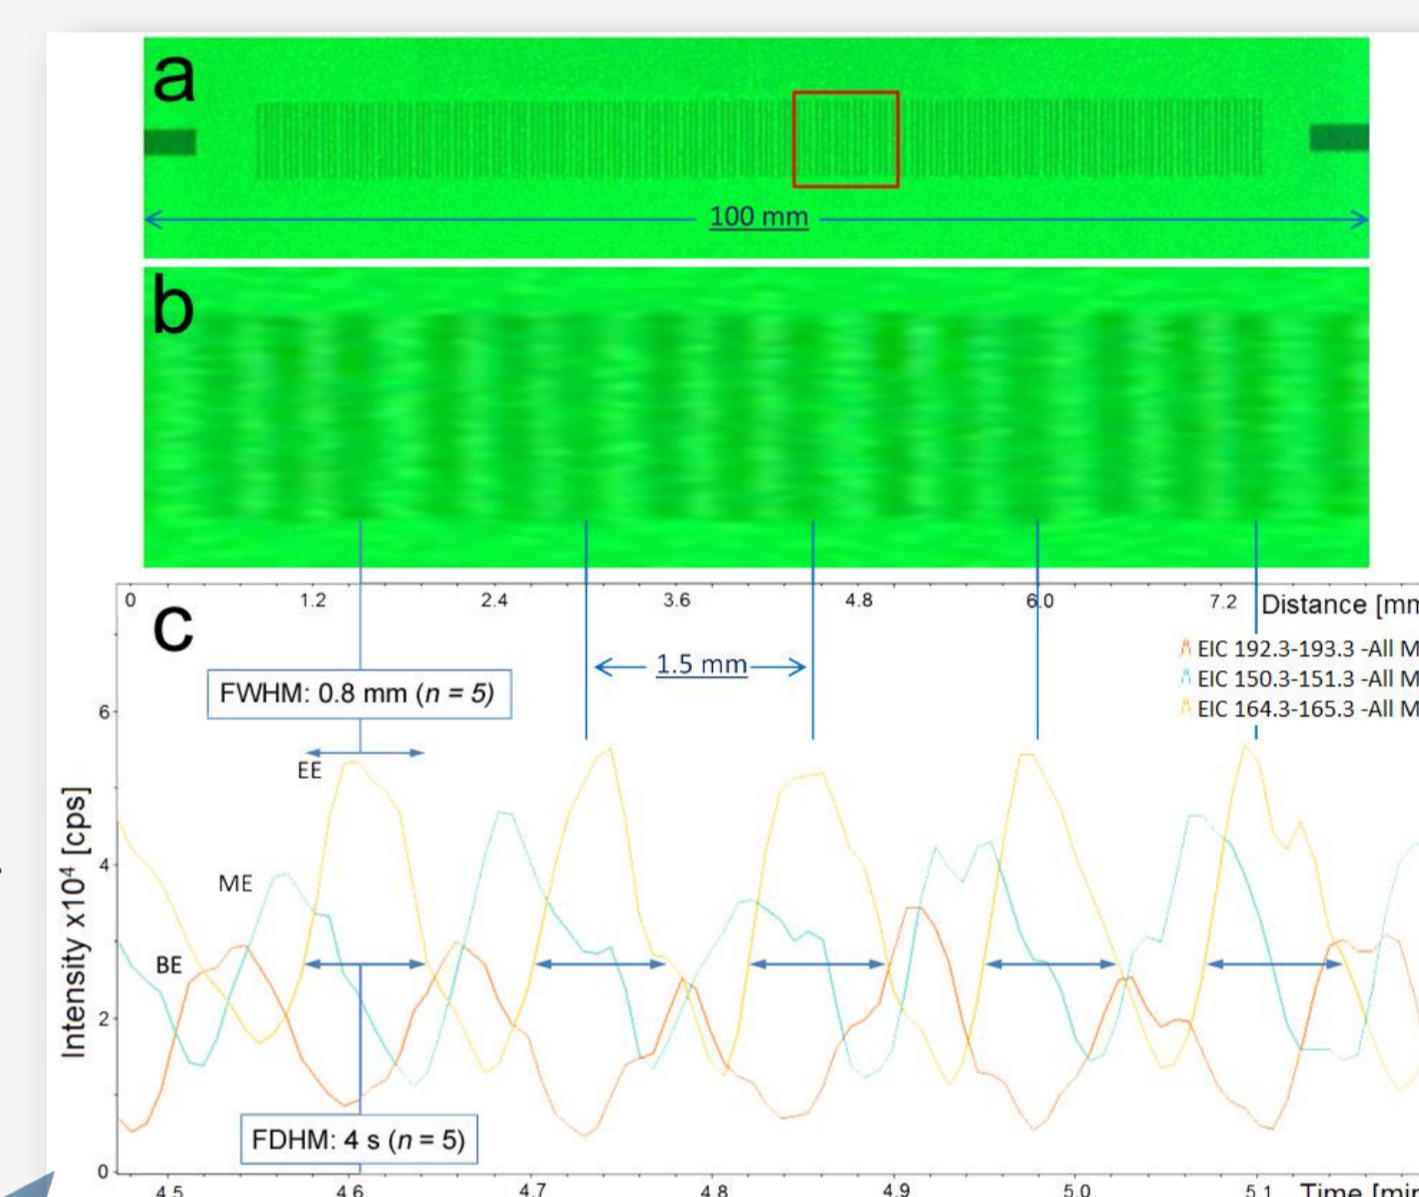 a
100 mm
b
0 1.2 2.4 3.6 4.8 6.0 7.2 Distance [mm
c
EIC 192.3-193.3 -All M
EIC 150.3-151.3 -All M
EIC 164.3-165.3 -All M
1.5 mm
FWHM: 0.8 mm (n = 5)
6
EE
Intensity x10⁴ [cps]
4
ME
BE
2
FDHM: 4 s (n = 5)
0
4.5 4.6 4.7 4.8 4.9 5.0 5.1 Time [min